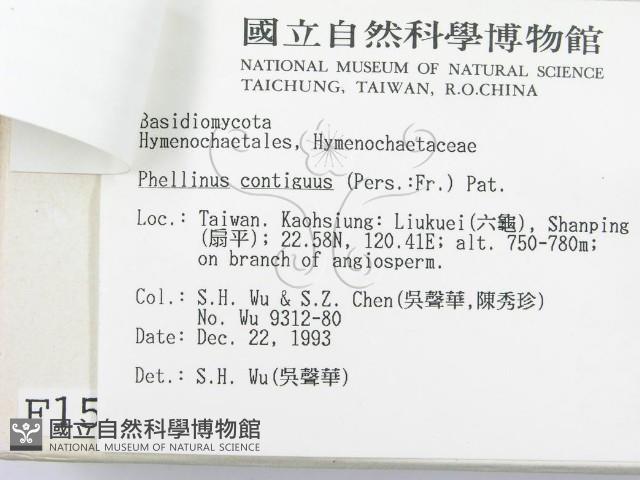 國立自然科學博物館
NATIONAL MUSEUM OF NATURAL SCIENCE
TAICHUNG, TAIWAN, R.O.CHINA
Basidiomycota
Hymenochaetales, Hymenochaetaceae
Phellinus contiguus (Pers.:Fr.) Pat.
Loc.: Taiwan. Kaohsiung: Liukuei(六龜), Shanping
(扇平); 22.58N, 120.41E; alt. 750-780m;
on branch of angiosperm.
Col.: S.H. Wu & S.Z. Chen(吳聲華,陳秀珍)
No. Wu 9312-80
Date: Dec. 22, 1993
Det.: S.H. Wu(吳聲華)
F15
國立自然科學博物館
NATIONAL MUSEUM OF NATURAL SCIENCE